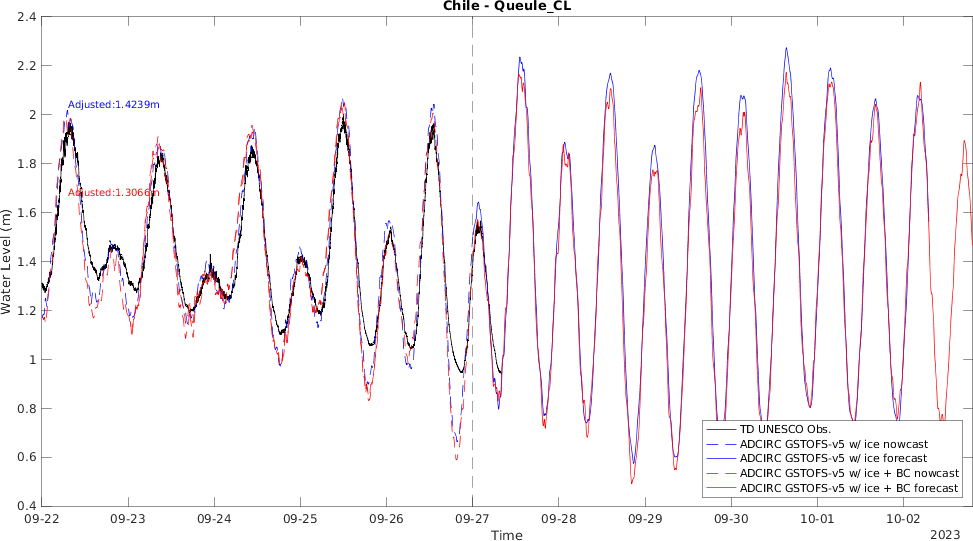 Chile - Queule_CL
2.4
2.2
2
1.8
1.6
1.4
1.2
1
0.8
0.6
0.4
Water Level (m)
Adjusted:1.4239m
Adjusted:1.3066m
TD UNESCO Obs.
ADCIRC GSTOFS-v5 w/ ice nowcast
ADCIRC GSTOFS-v5 w/ ice forecast
ADCIRC GSTOFS-v5 w/ ice + BC nowcast
ADCIRC GSTOFS-v5 w/ ice + BC forecast
09-22 09-23 09-24 09-25 09-26 09-27 09-28 09-29 09-30 10-01 10-02
Time
2023